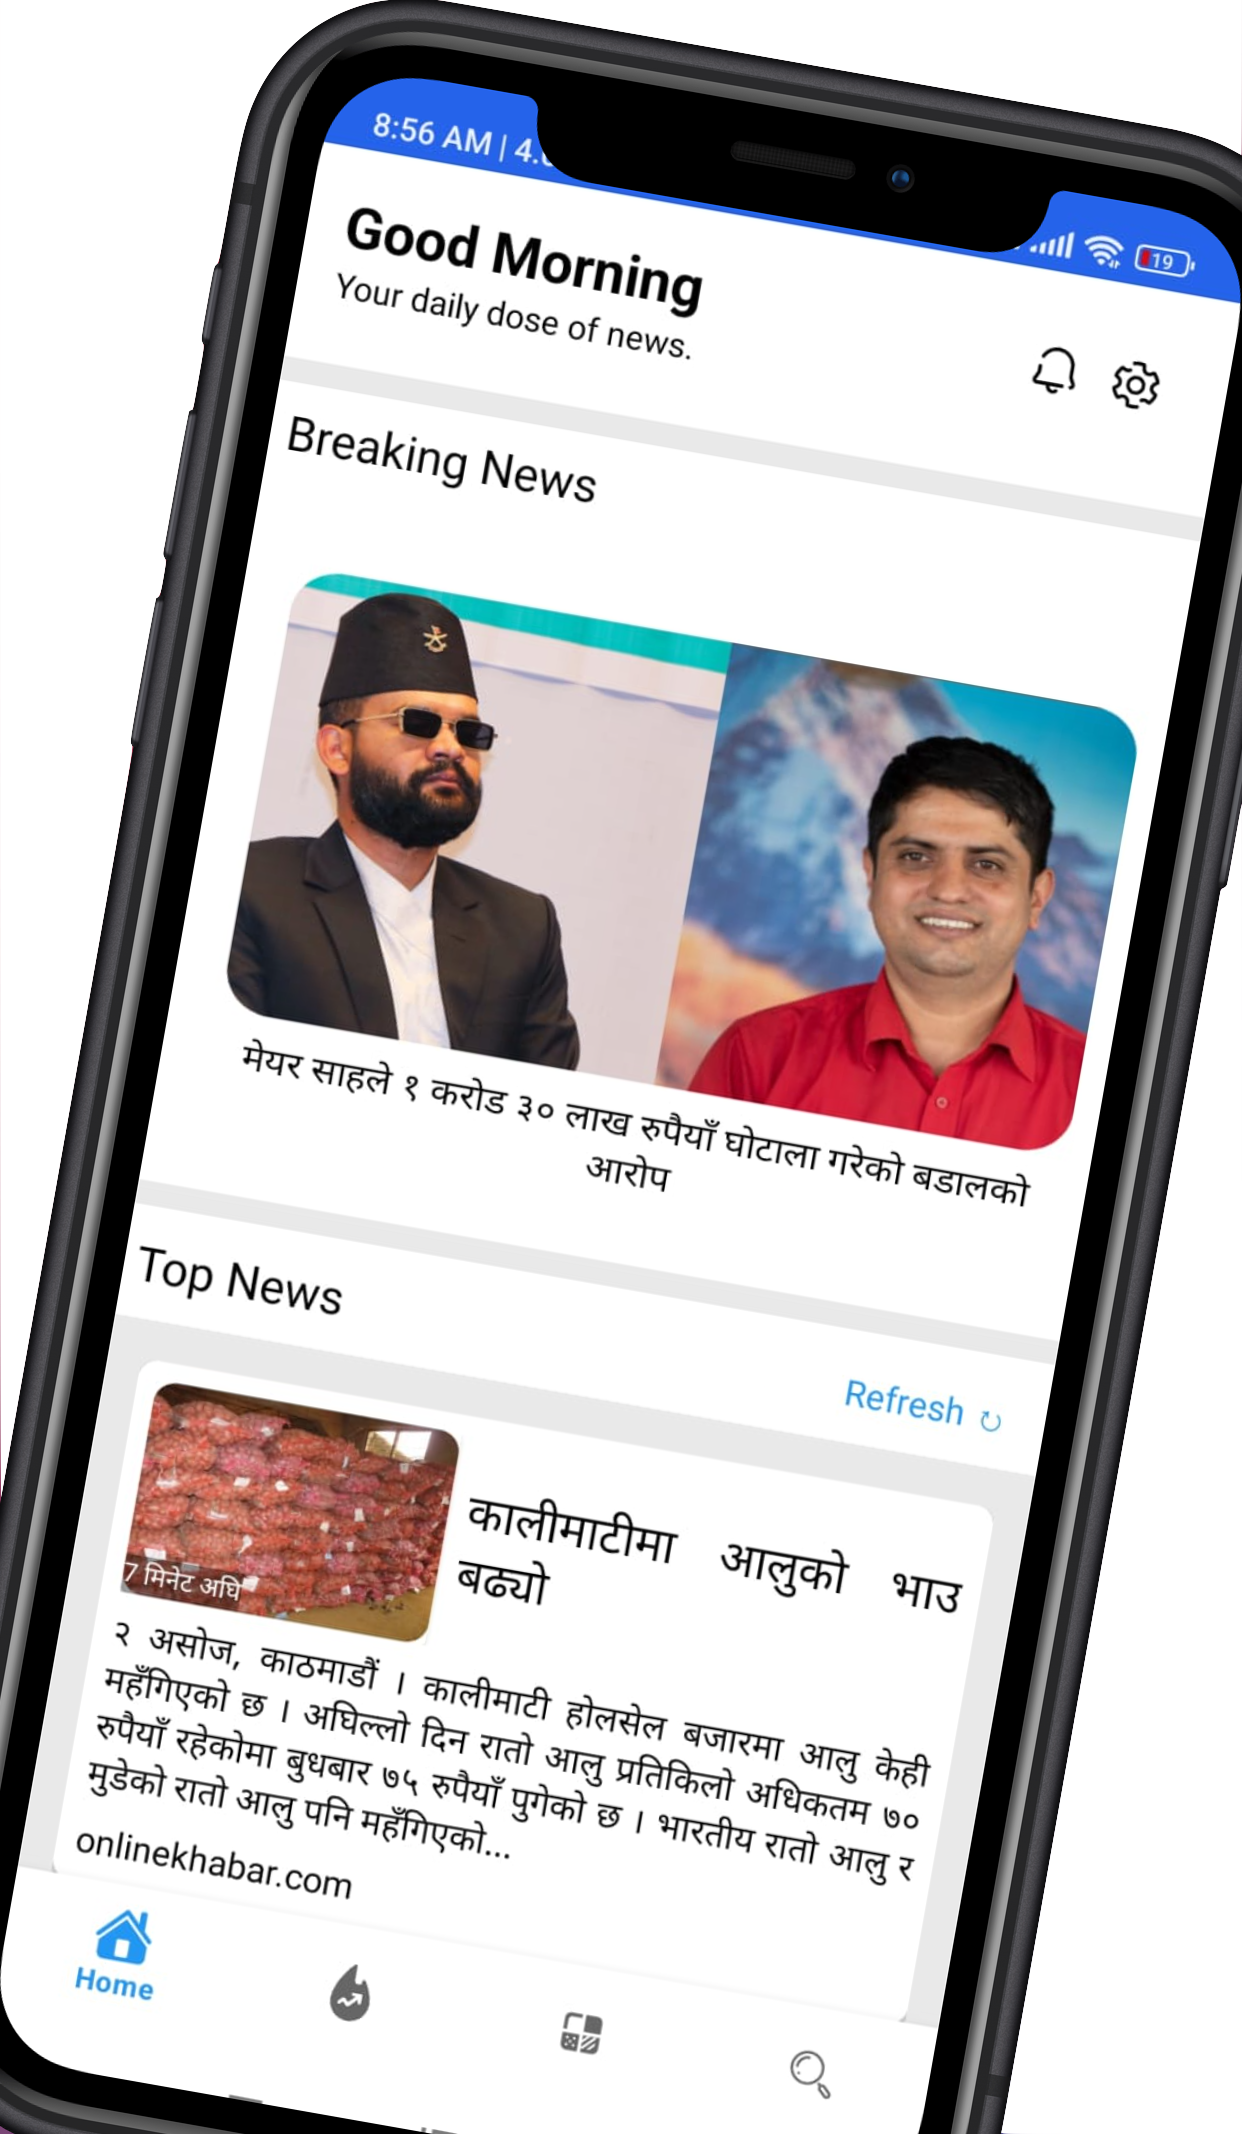 8:56 AM | 4.
19
Good Morning
Your daily dose of news.
Breaking News
मेयर साहले १ करोड ३० लाख रुपैयाँ घोटाला गरेको बडालको
आरोप
Top News
Refresh
7 मिनेट अघि
कालीमाटीमा आलुको भाउ
बढ्यो
२ असोज, काठमाडौं । कालीमाटी होलसेल बजारमा आलु केही
महँगिएको छ । अघिल्लो दिन रातो आलु प्रतिकिलो अधिकतम ७०
रुपैयाँ रहेकोमा बुधबार ७५ रुपैयाँ पुगेको छ । भारतीय रातो आलु र
मुडेको रातो आलु पनि महँगिएको...
onlinekhabar.com
Home